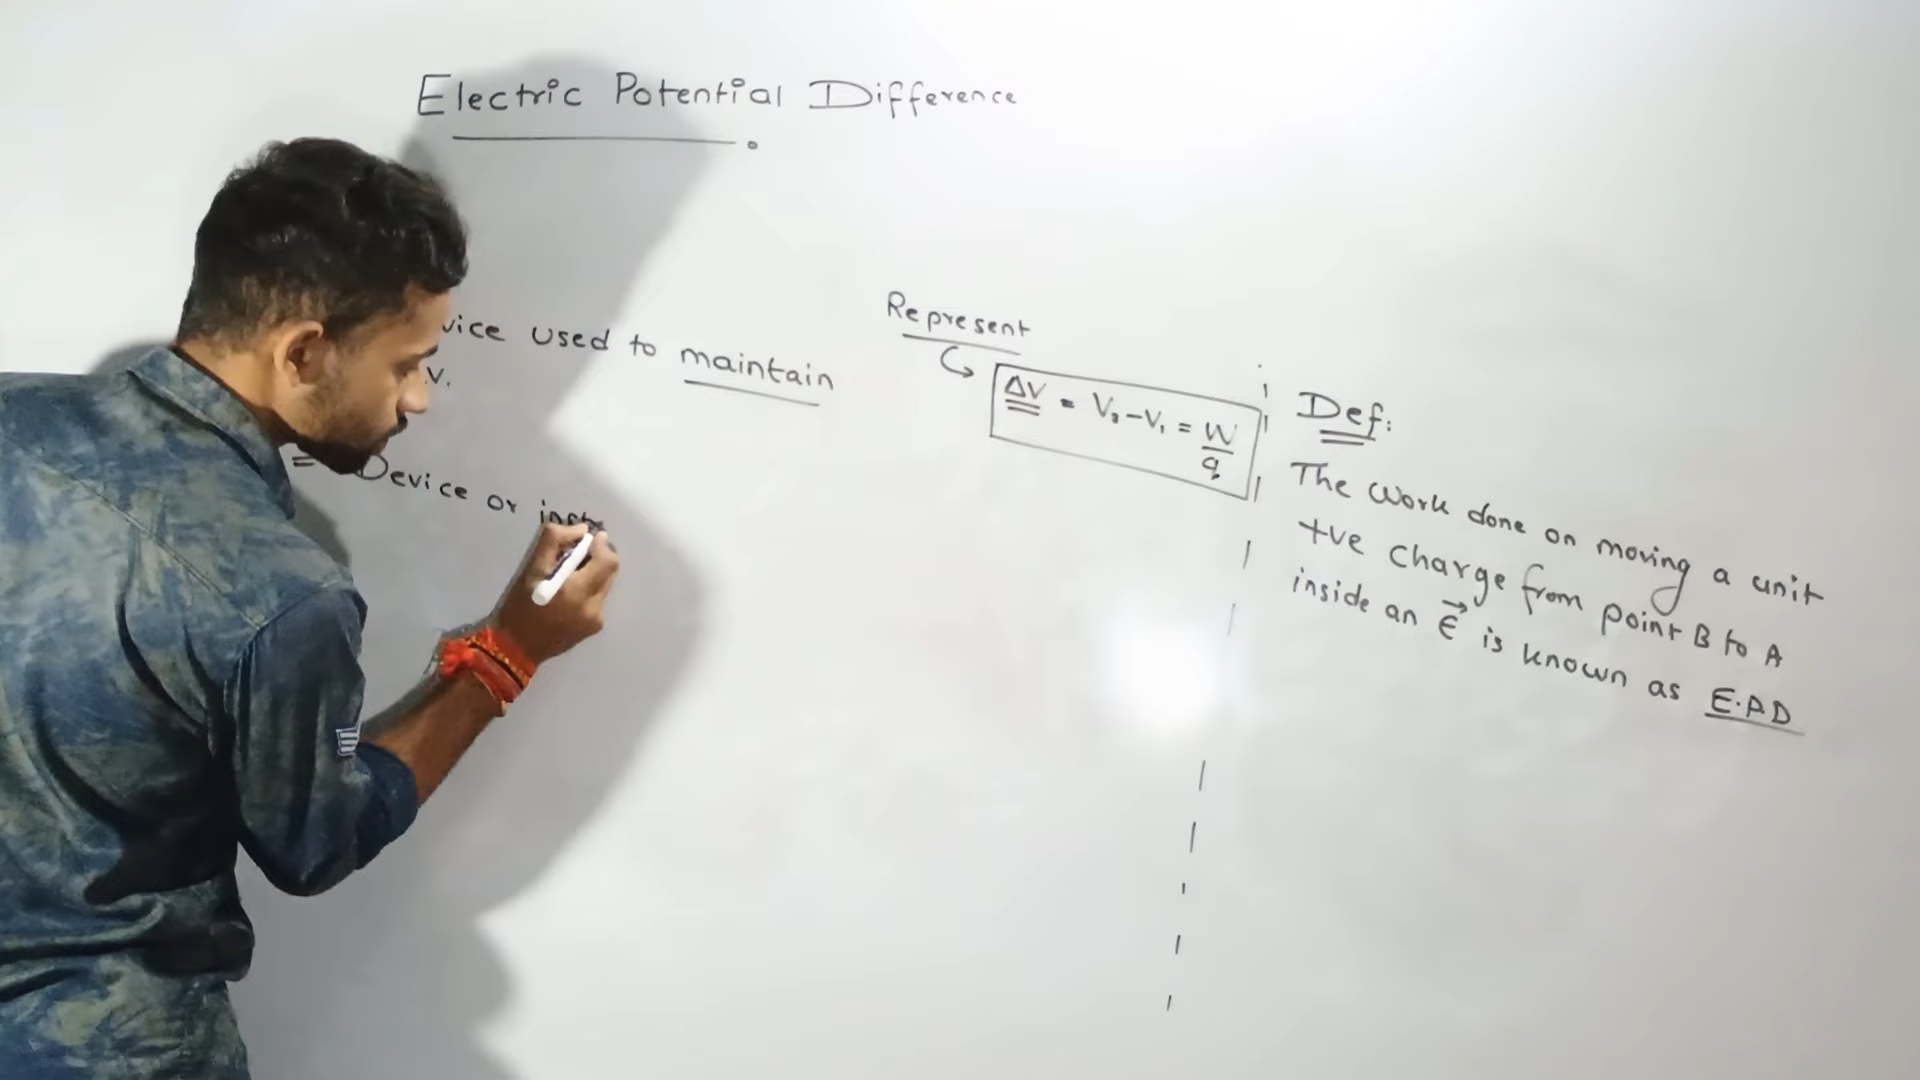 Electric Potential Difference
used to maintain
V.
= Device or
Represent
ΔV = V₂-V₁ = W/q
Def:
The work done on moving a unit
+ve charge from point B to A
inside an E⃗ is known as E.PD